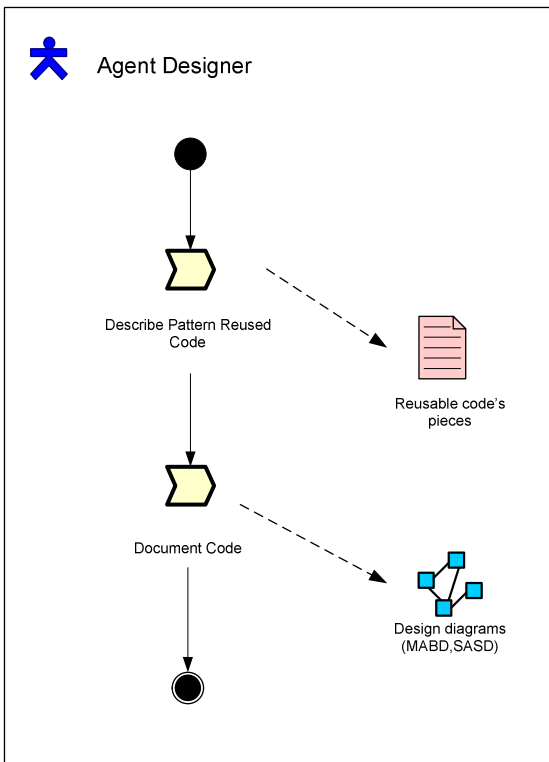 Agent Designer
Describe Pattern Reused
Code
Reusable code's
pieces
Document Code
Design diagrams
(MABD,SASD)